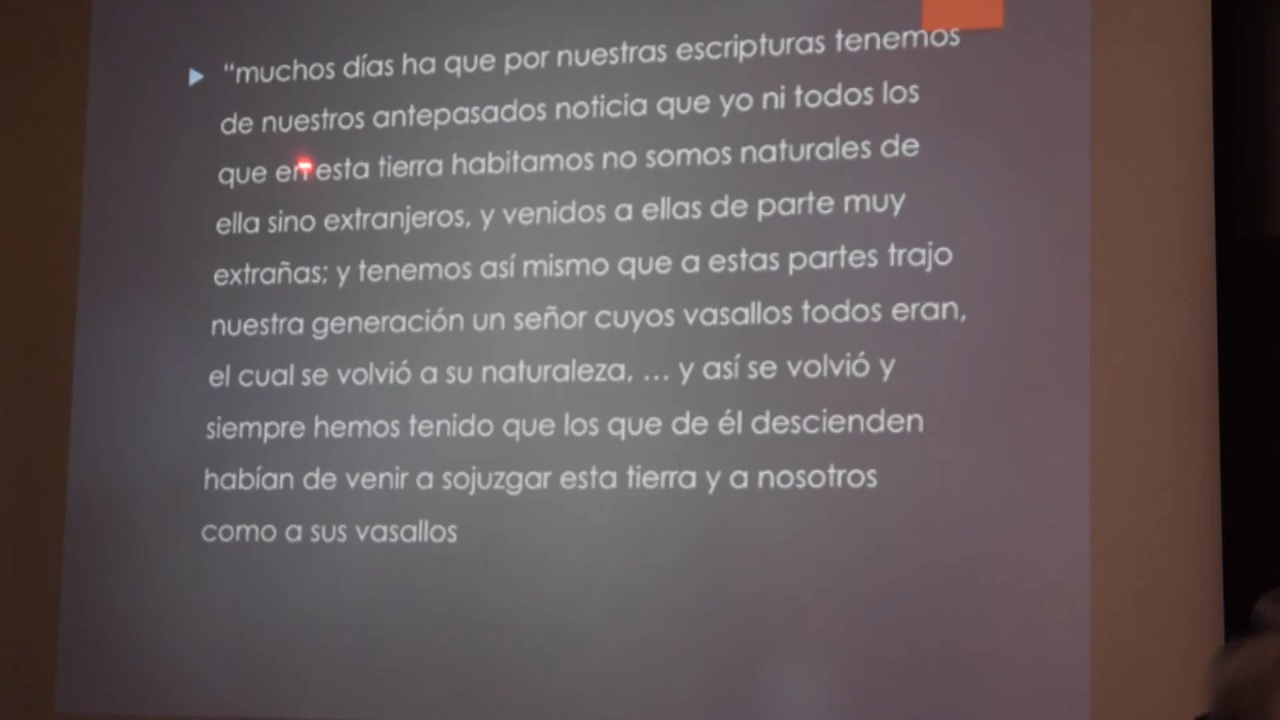 “muchos días ha que por nuestras escripturas tenemos
de nuestros antepasados noticia que yo ni todos los
que en esta tierra habitamos no somos naturales de
ella sino extranjeros, y venidos a ellas de parte muy
extrañas; y tenemos así mismo que a estas partes trajo
nuestra generación un señor cuyos vasallos todos eran,
el cual se volvió a su naturaleza, ... y así se volvió y
siempre hemos tenido que los que de él descienden
habían de venir a sojuzgar esta tierra y a nosotros
como a sus vasallos